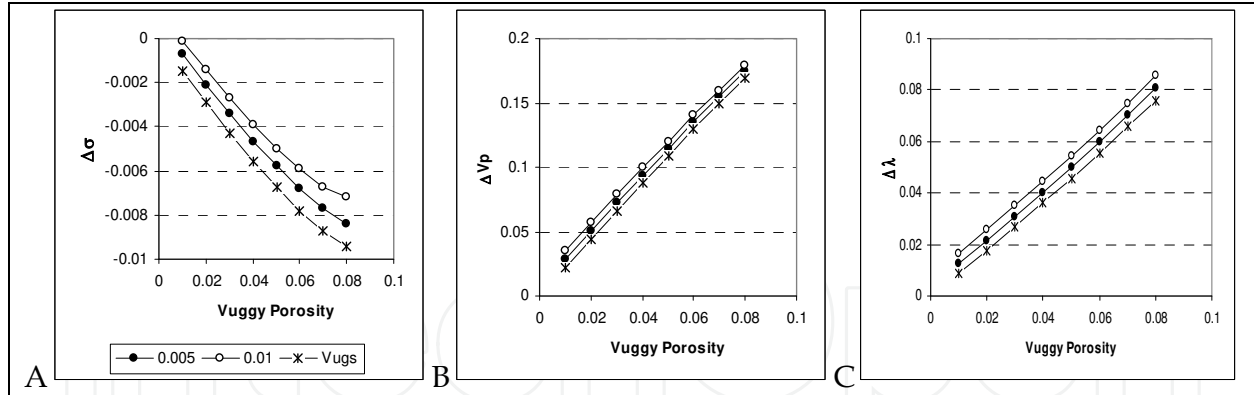 0
-0.002
-0.004
-0.006
-0.008
-0.01
Δσ
0 0.02 0.04 0.06 0.08 0.1
Vuggy Porosity
0.005 0.01 Vugs
A
0.2
0.15
0.1
0.05
0
ΔVp
0 0.02 0.04 0.06 0.08 0.1
Vuggy Porosity
B
0.1
0.08
0.06
0.04
0.02
0
Δλ
0 0.02 0.04 0.06 0.08 0.1
Vuggy Porosity
C